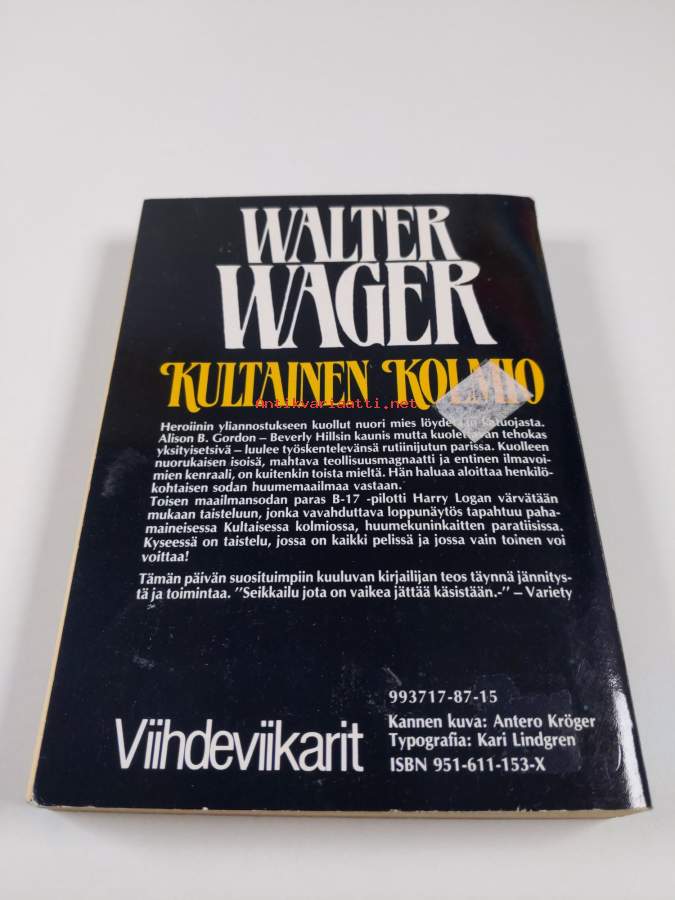 WALTER
WAGER
KULTAINEN KOLMIO
Antikvariaatti.net
Heroiinin yliannostukseen kuollut nuori mies löydetään katuojasta.
Alison B. Gordon – Beverly Hillsin kaunis mutta kuolettavan tehokas
yksityisetsivä – luulee työskentelevänsä rutiinijutun parissa. Kuolleen
nuorukaisen isoisä, mahtava teollisuusmagnaatti ja entinen ilmavoi-
mien kenraali, on kuitenkin toista mieltä. Hän haluaa aloittaa henkilö-
kohtaisen sodan huumemaailmaa vastaan.
Toisen maailmansodan paras B-17 -pilotti Harry Logan värvätään
mukaan taisteluun, jonka vavahduttava loppunäytös tapahtuu paha-
maineisessa Kultaisessa kolmiossa, huumekuninkaitten paratiisissa.
Kyseessä on taistelu, jossa on kaikki pelissä ja jossa vain toinen voi
voittaa!
Tämän päivän suosituimpiin kuuluvan kirjailijan teos täynnä jännitys-
tä ja toimintaa. "Seikkailu jota on vaikea jättää käsistään.-" – Variety
993717-87-15
Viihdeviikarit
Kannen kuva: Antero Kröger
Typografia: Kari Lindgren
ISBN 951-611-153-X